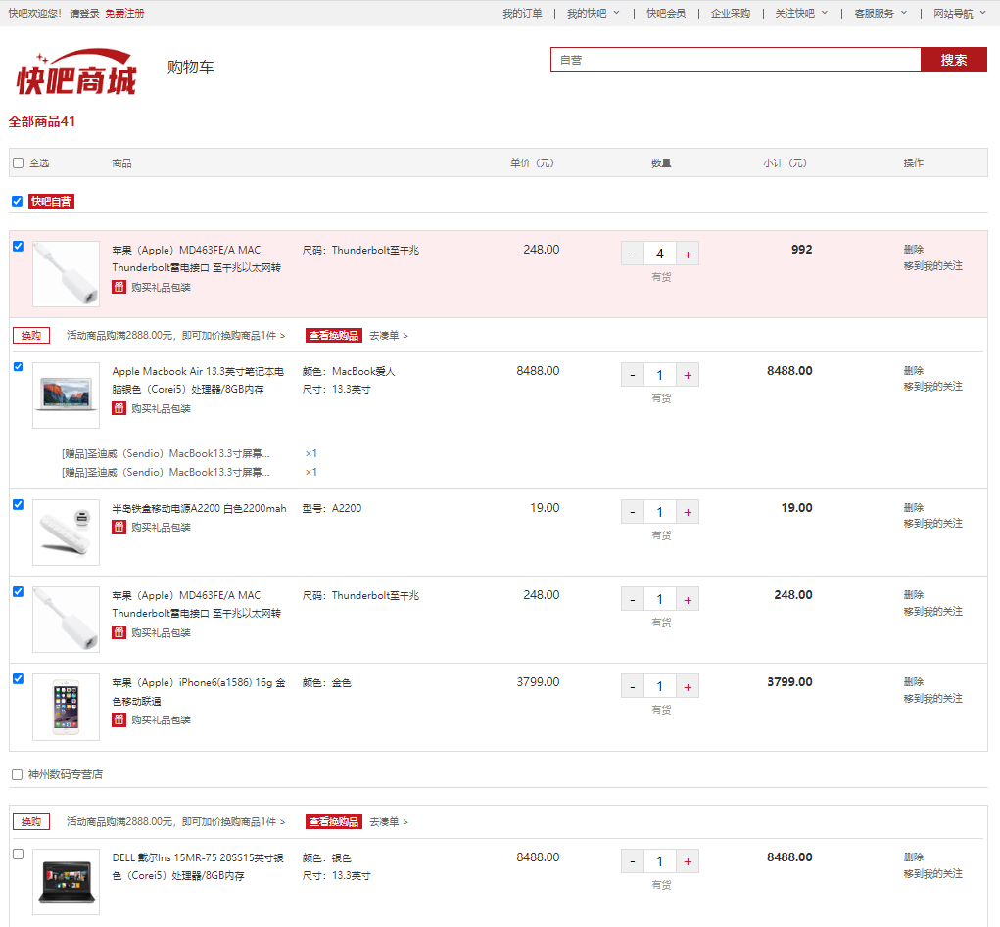 快吧欢迎您！ 请登录 免费注册 我的订单 | 我的快吧 | 快吧会员 | 企业采购 | 关注快吧 | 客服服务 | 网站导航
快吧商城 购物车 自营 搜索
全部商品41
全选 商品 单价（元） 数量 小计（元） 操作
快吧自营
苹果（Apple）MD463FE/A MAC 尺码：Thunderbolt至千兆 248.00 - 4 + 992 删除
Thunderbolt雷电接口 至千兆以太网转 移到我的关注
购买礼品包装 有货
换购 活动商品购满2888.00元，即可加价换购商品1件 > 查看换购品 去凑单 >
Apple Macbook Air 13.3英寸笔记本电 颜色：MacBook爱人 8488.00 - 1 + 8488.00 删除
脑银色（Corei5）处理器/8GB内存 尺寸：13.3英寸 移到我的关注
购买礼品包装 有货
[赠品]圣迪威（Sendio）MacBook13.3寸屏幕... ×1
[赠品]圣迪威（Sendio）MacBook13.3寸屏幕... ×1
半岛铁盒移动电源A2200 白色2200mah 型号：A2200 19.00 - 1 + 19.00 删除
购买礼品包装 移到我的关注
有货
苹果（Apple）MD463FE/A MAC 尺码：Thunderbolt至千兆 248.00 - 1 + 248.00 删除
Thunderbolt雷电接口 至千兆以太网转 移到我的关注
购买礼品包装 有货
苹果（Apple）iPhone6(a1586) 16g 金 颜色：金色 3799.00 - 1 + 3799.00 删除
色移动联通 移到我的关注
购买礼品包装 有货
神州数码专营店
换购 活动商品购满2888.00元，即可加价换购商品1件 > 查看换购品 去凑单 >
DELL 戴尔Ins 15MR-75 28SS15英寸银 颜色：银色 8488.00 - 1 + 8488.00 删除
色（Corei5）处理器/8GB内存 尺寸：13.3英寸 移到我的关注
有货